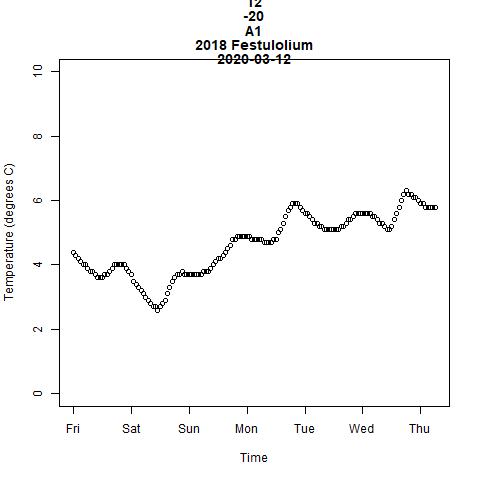 12
-20
A1
2018 Festulolium
2020-03-12
Temperature (degrees C)
10
8
6
4
2
0
Fri Sat Sun Mon Tue Wed Thu
Time